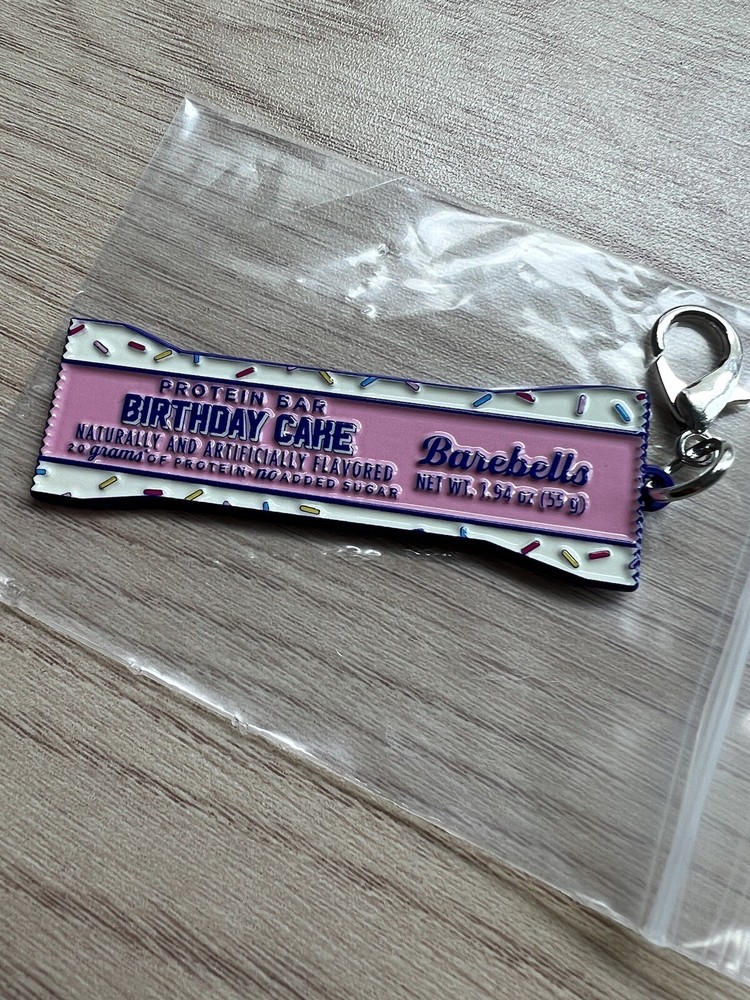 PROTEIN BAR
BIRTHDAY CAKE
NATURALLY AND ARTIFICIALLY FLAVORED
20 grams OF PROTEIN · no ADDED SUGAR
Barebells
NET WT. 1.94 oz (55 g)